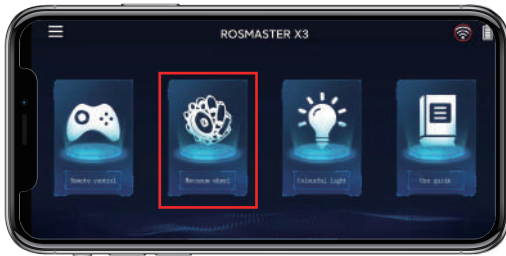 ROSMASTER X3
Remote control
Mecanum wheel
Colourful light
Use guide